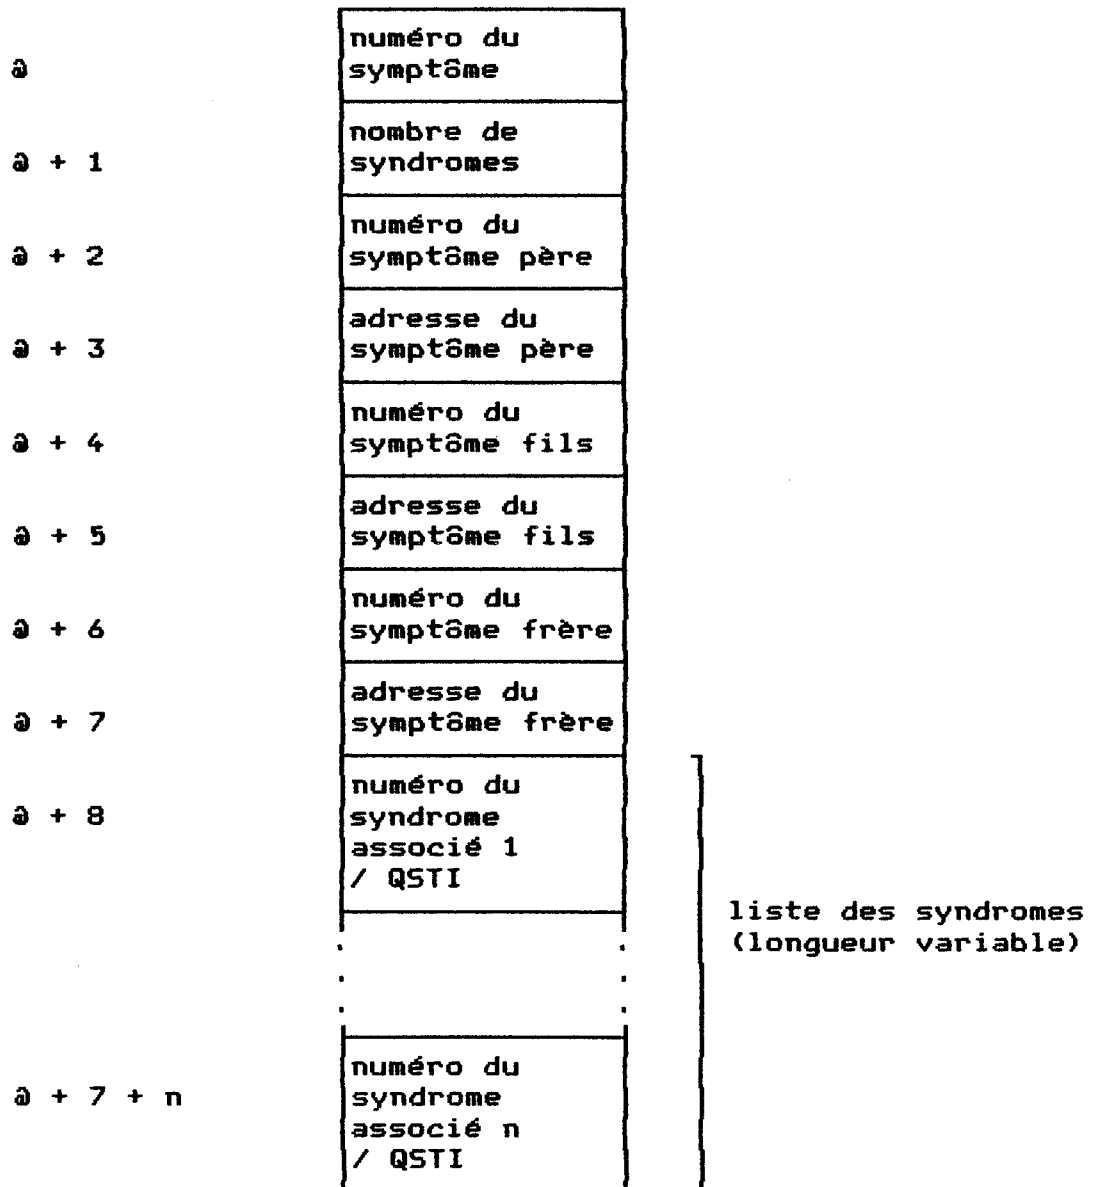 numéro du
@ symptôme
nombre de
@ + 1 syndromes
numéro du
@ + 2 symptôme père
adresse du
@ + 3 symptôme père
numéro du
@ + 4 symptôme fils
adresse du
@ + 5 symptôme fils
numéro du
@ + 6 symptôme frère
adresse du
@ + 7 symptôme frère
numéro du
@ + 8 syndrome
associé 1
/ QSTI
liste des syndromes
(longueur variable)
numéro du
@ + 7 + n syndrome
associé n
/ QSTI